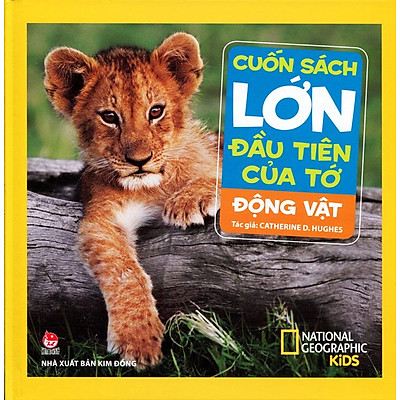 CUỐN SÁCH
LỚN
ĐẦU TIÊN
CỦA TỚ
ĐỘNG VẬT
Tác giả: CATHERINE D. HUGHES
NATIONAL
GEOGRAPHIC
KiDS
NHÀ XUẤT BẢN KIM ĐỒNG